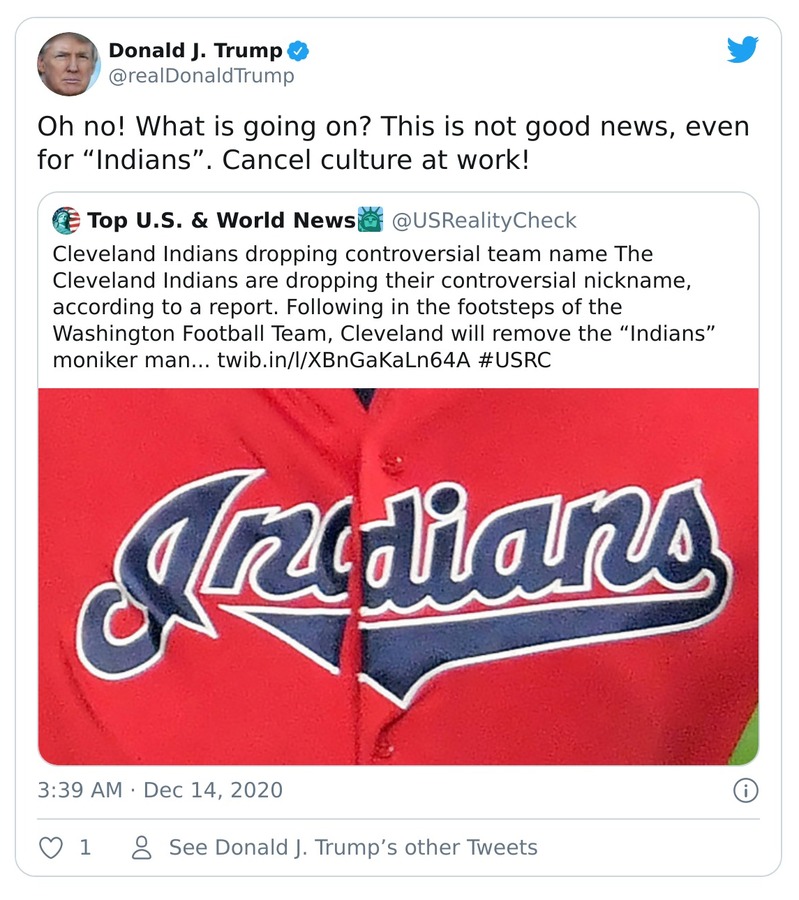 Donald J. Trump
@realDonaldTrump
Oh no! What is going on? This is not good news, even
for “Indians”. Cancel culture at work!
Top U.S. & World News🗽 @USRealityCheck
Cleveland Indians dropping controversial team name The
Cleveland Indians are dropping their controversial nickname,
according to a report. Following in the footsteps of the
Washington Football Team, Cleveland will remove the “Indians”
moniker man... twib.in/l/XBnGaKaLn64A #USRC
Indians
3:39 AM · Dec 14, 2020
1 See Donald J. Trump’s other Tweets